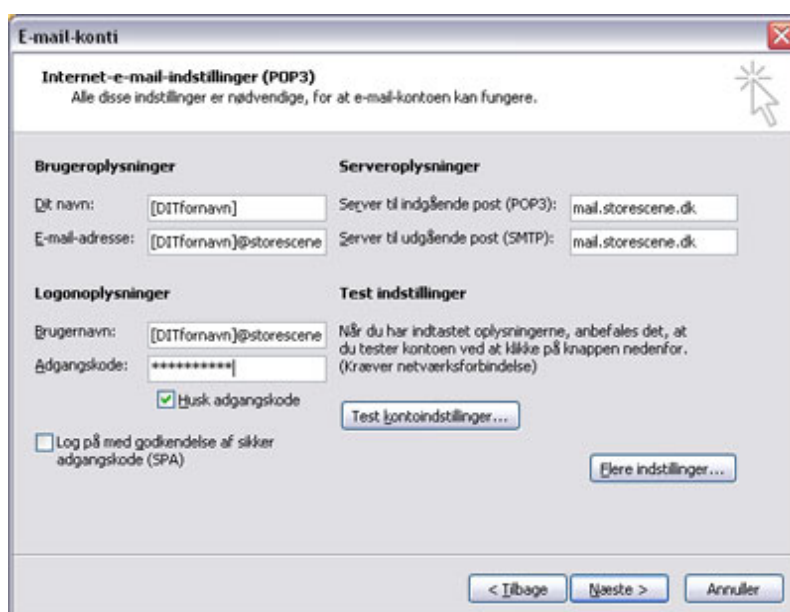 E-mail-konti
Internet-e-mail-indstillinger (POP3)
Alle disse indstillinger er nødvendige, for at e-mail-kontoen kan fungere.
Brugeroplysninger
Dit navn: [DITfornavn]
E-mail-adresse: [DITfornavn]@storescene
Serveroplysninger
Server til indgående post (POP3): mail.storescene.dk
Server til udgående post (SMTP): mail.storescene.dk
Logonoplysninger
Brugernavn: [DITfornavn]@storescene
Adgangskode: **********
Husk adgangskode
Log på med godkendelse af sikker
adgangskode (SPA)
Test indstillinger
Når du har indtastet oplysningerne, anbefales det, at
du tester kontoen ved at klikke på knappen nedenfor.
(Kræver netværksforbindelse)
Test kontoindstillinger...
Flere indstillinger...
< Tilbage
Næste >
Annuller